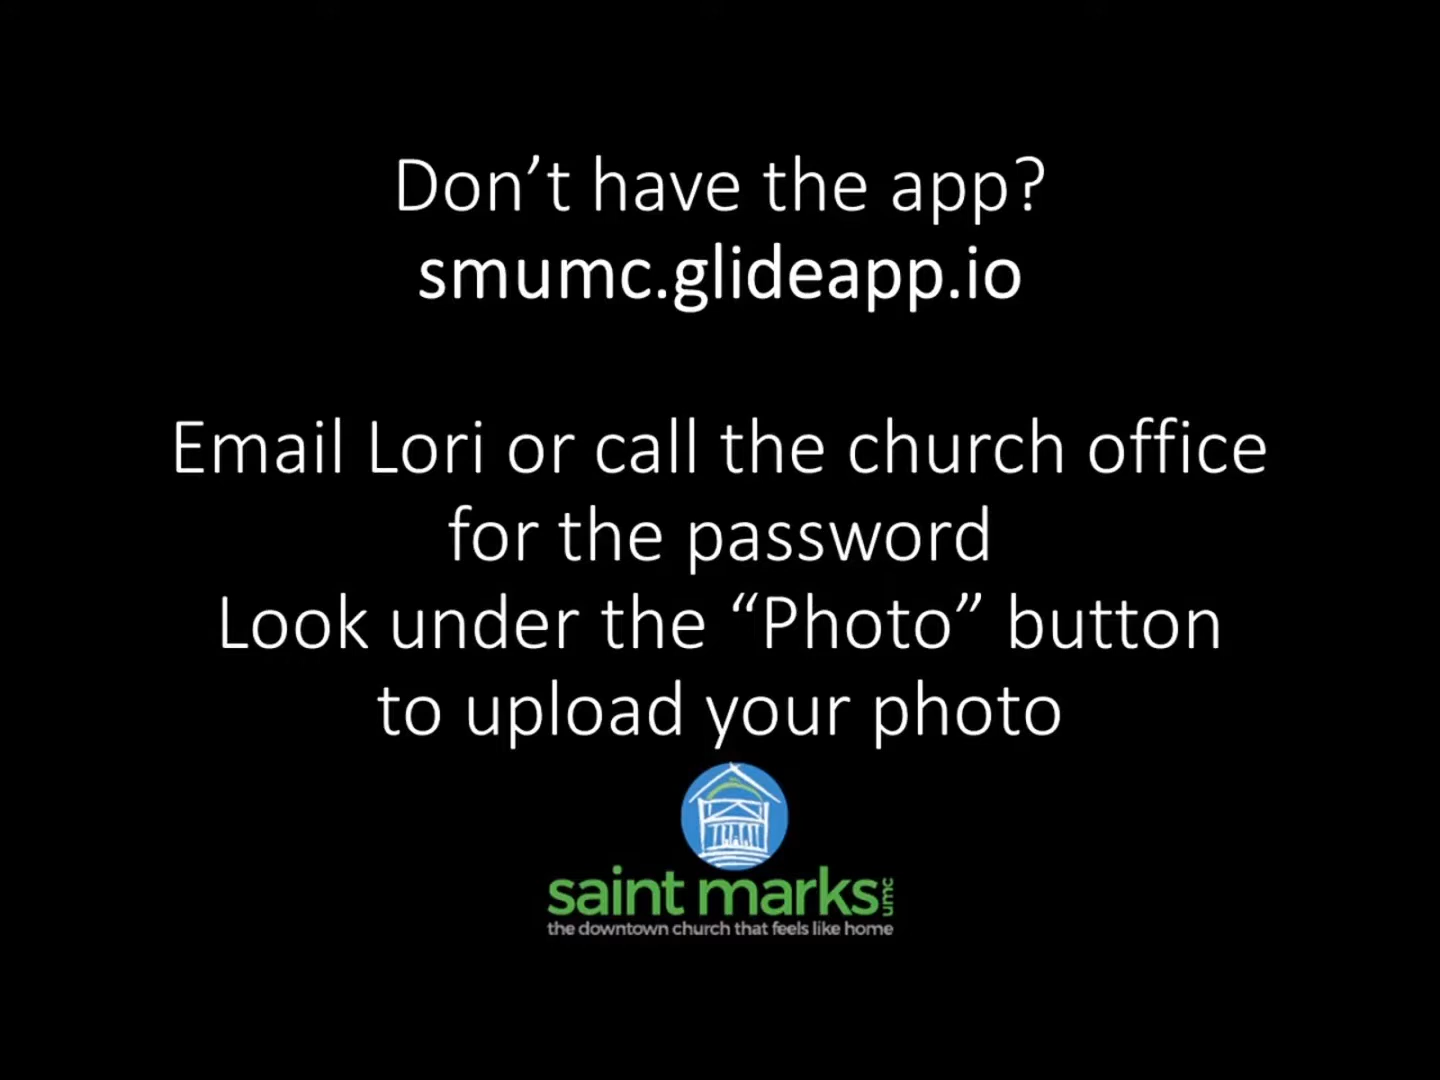 Don’t have the app?
smumc.glideapp.io
Email Lori or call the church office
for the password
Look under the “Photo” button
to upload your photo
saint marks umc
the downtown church that feels like home